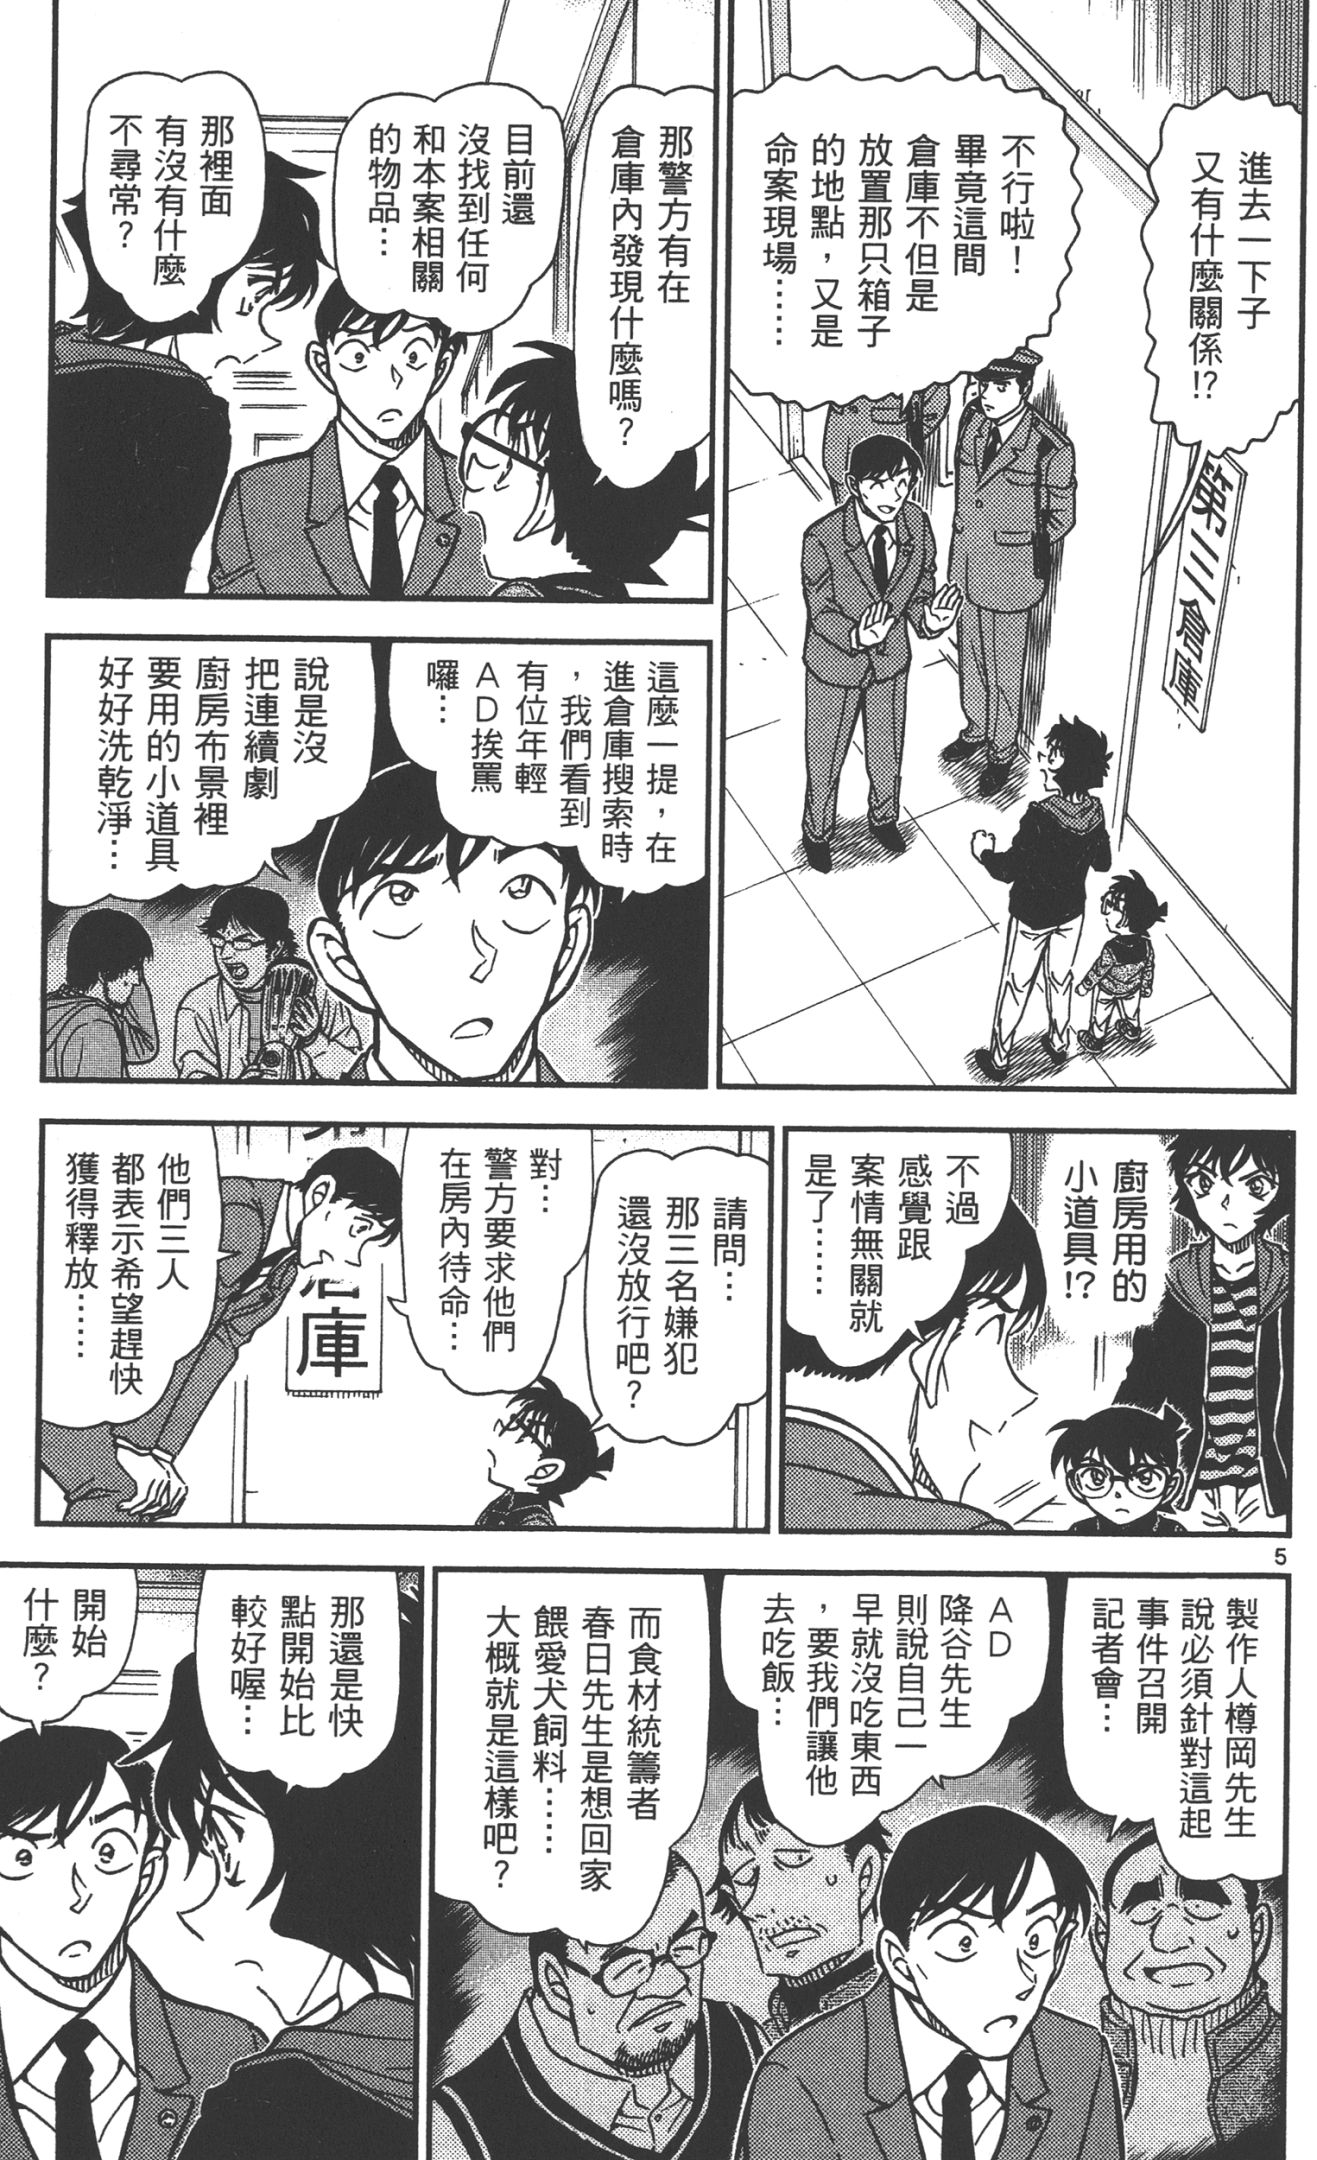 進去一下子
又有什麼關係!?
不行啦！
畢竟這間
倉庫不但是
放置那只箱子
的地點，又是
命案現場……
第三倉庫
那警方有在
倉庫內發現什麼嗎？
目前還
沒找到任何
和本案相關
的物品…
那裡面
有沒有什麼
不尋常？
這麼一提，在
進倉庫搜索時
，我們看到
有位年輕
ＡＤ挨罵
囉…
說是沒
把連續劇
廚房布景裡
要用的小道具
好好洗乾淨…
廚房用的
小道具!?
不過
感覺跟
案情無關就
是了……
請問…
那三名嫌犯
還沒放行吧？
對…
警方要求他們
在房內待命…
庫
他們三人
都表示希望趕快
獲得釋放……
5
製作人樽岡先生
說必須針對這起
事件召開
記者會…
ＡＤ
降谷先生
則說自己一
早就沒吃東西
，要我們讓他
去吃飯…
而食材統籌者
春日先生是想回家
餵愛犬飼料……
大概就是這樣吧？
那還是快
點開始比
較好喔…
開始
什麼？